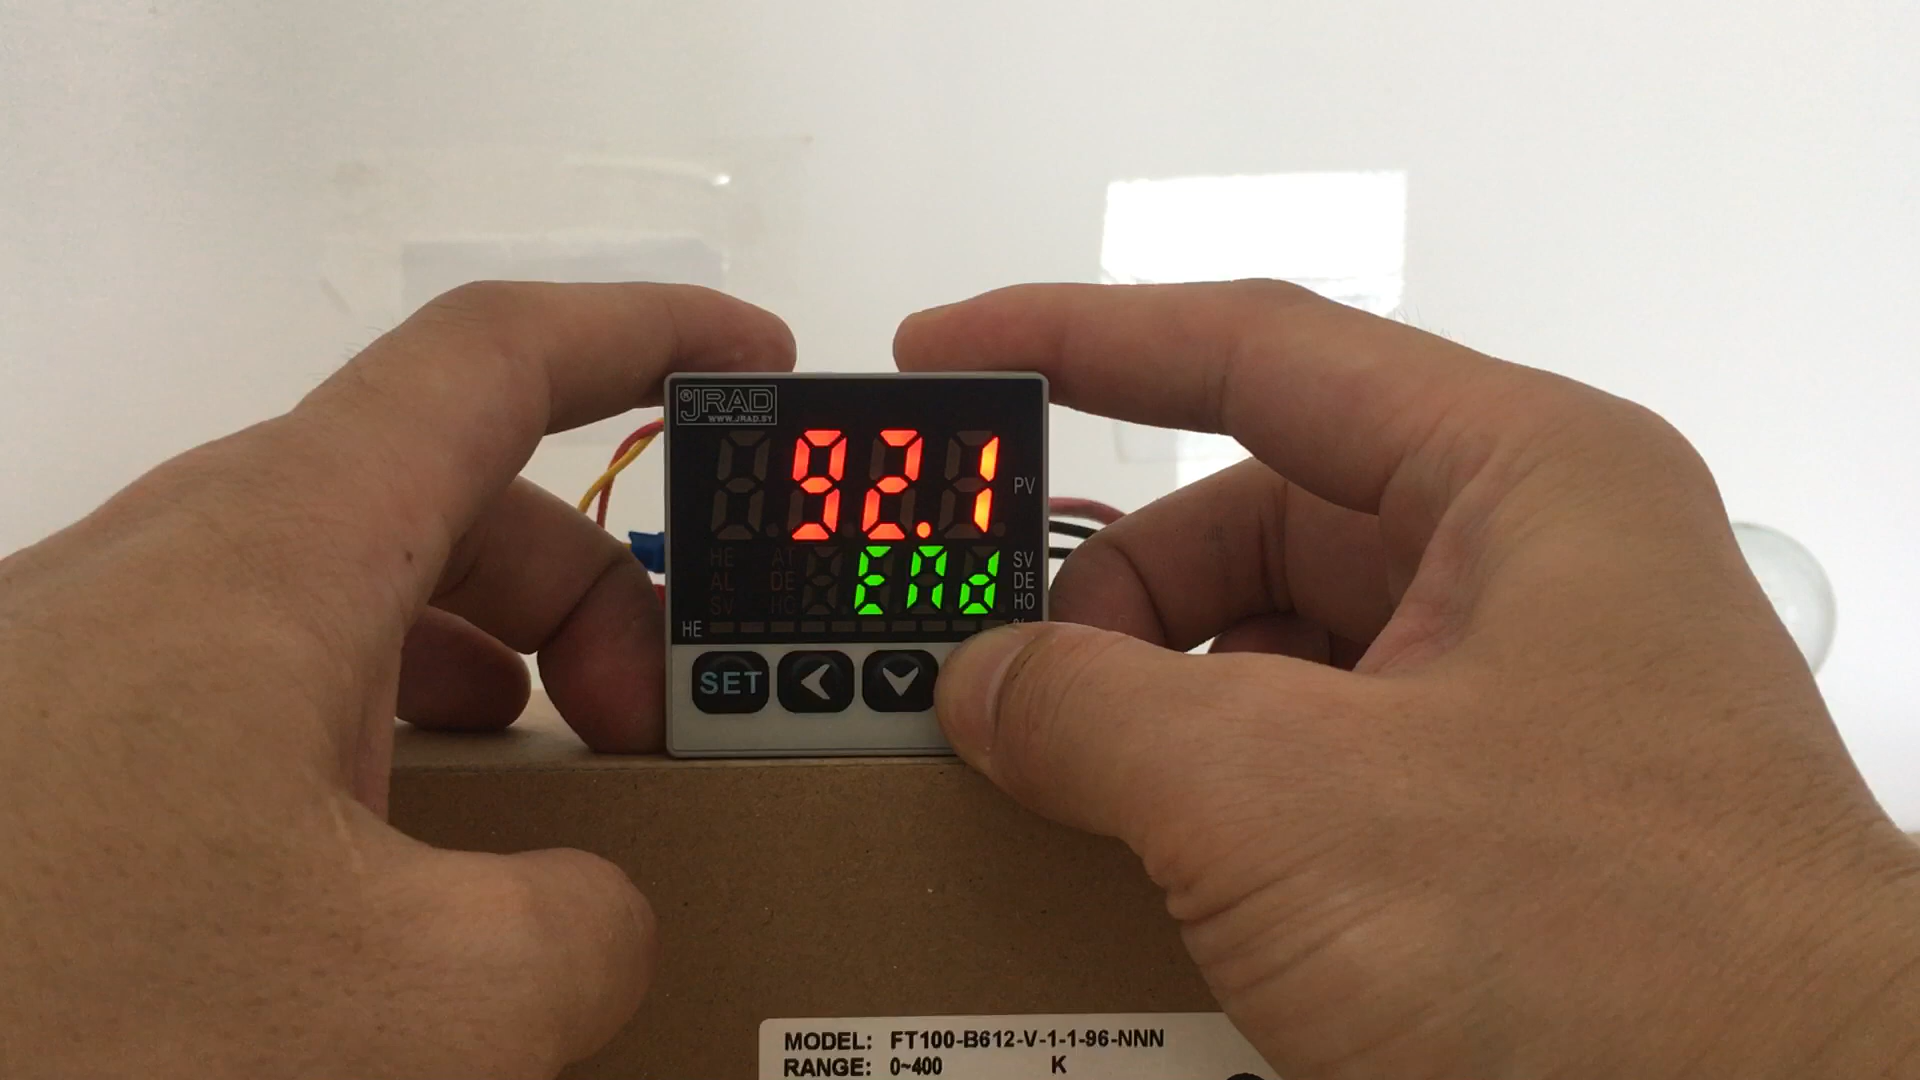 ®JRAD
WWW.JRAD.SY
92.1
PV
HE AT
AL DE
SV HC
End
SV
DE
HO
HE
SET
MODEL: FT100-B612-V-1-1-96-NNN
RANGE: 0~400 K